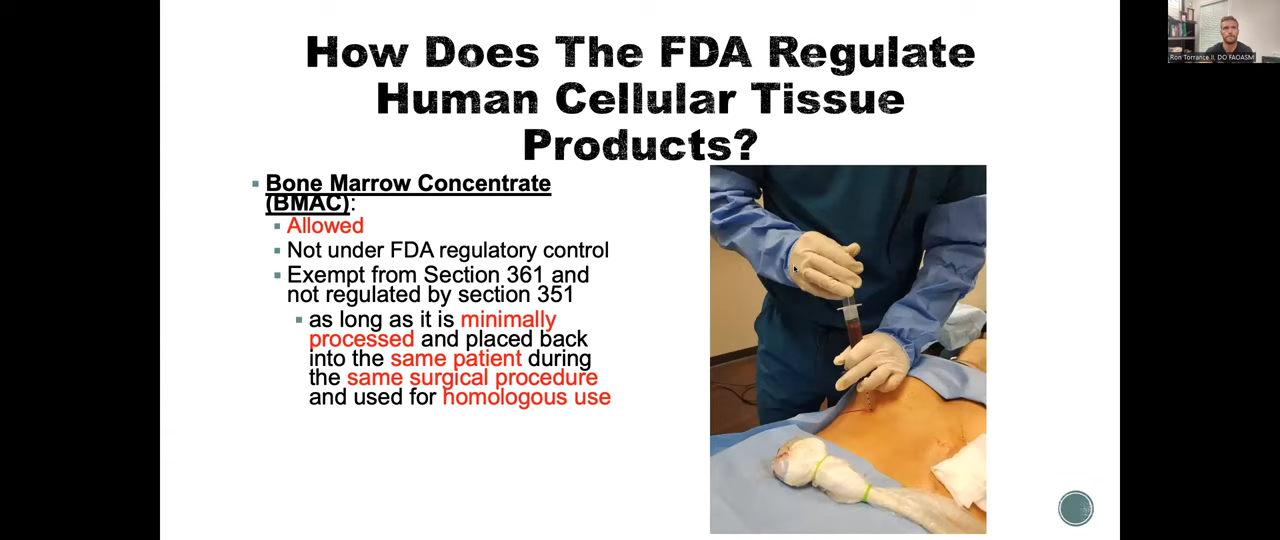 How Does The FDA Regulate
Human Cellular Tissue
Products?
Bone Marrow Concentrate
(BMAC):
Allowed
Not under FDA regulatory control
Exempt from Section 361 and
not regulated by section 351
as long as it is minimally
processed and placed back
into the same patient during
the same surgical procedure
and used for homologous use
Ron Torrance II, DO FAOASM